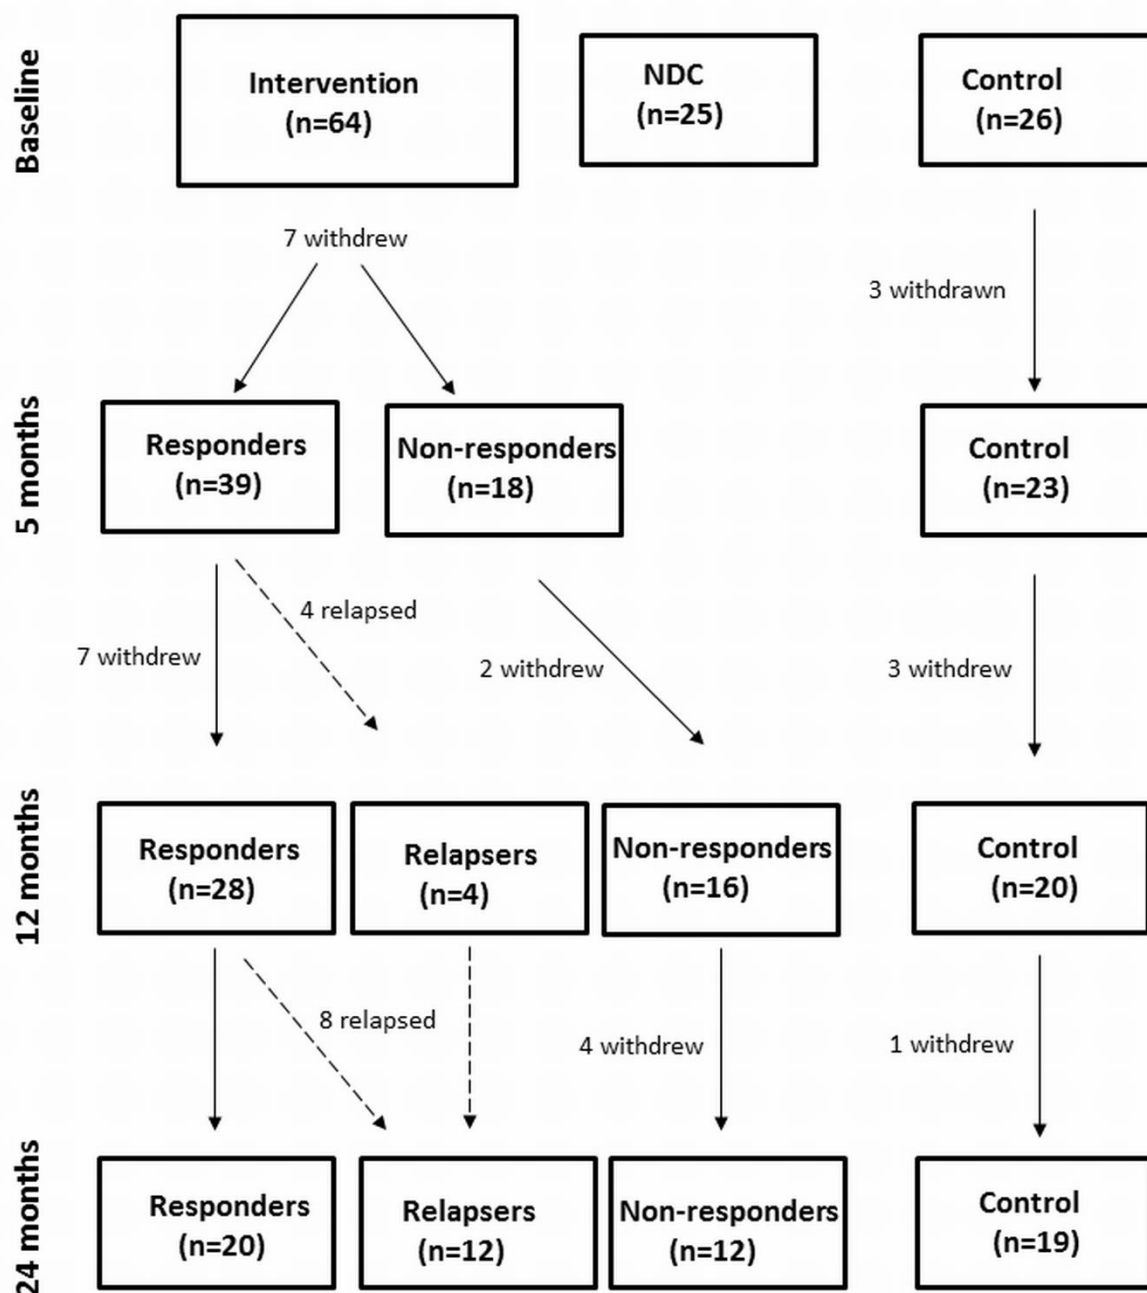 Baseline
Intervention
(n=64)
NDC
(n=25)
Control
(n=26)
7 withdrew
3 withdrawn
5 months
Responders
(n=39)
Non-responders
(n=18)
Control
(n=23)
4 relapsed
7 withdrew
2 withdrew
3 withdrew
12 months
Responders
(n=28)
Relapsers
(n=4)
Non-responders
(n=16)
Control
(n=20)
8 relapsed
4 withdrew
1 withdrew
24 months
Responders
(n=20)
Relapsers
(n=12)
Non-responders
(n=12)
Control
(n=19)